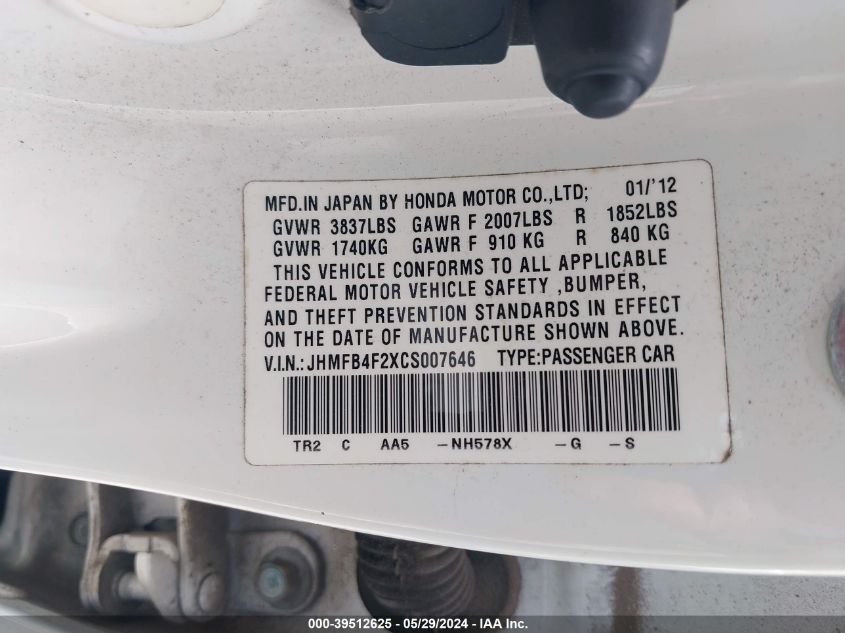 MFD.IN JAPAN BY HONDA MOTOR CO.,LTD; 01/'12
GVWR 3837LBS GAWR F 2007LBS R 1852LBS
GVWR 1740KG GAWR F 910 KG R 840 KG
THIS VEHICLE CONFORMS TO ALL APPLICABLE
FEDERAL MOTOR VEHICLE SAFETY ,BUMPER,
AND THEFT PREVENTION STANDARDS IN EFFECT
ON THE DATE OF MANUFACTURE SHOWN ABOVE.
V.I.N.: JHMFB4F2XCS007646 TYPE:PASSENGER CAR
TR2 C AA5 -NH578X -G -S
000-39512625 - 05/29/2024 - IAA Inc.